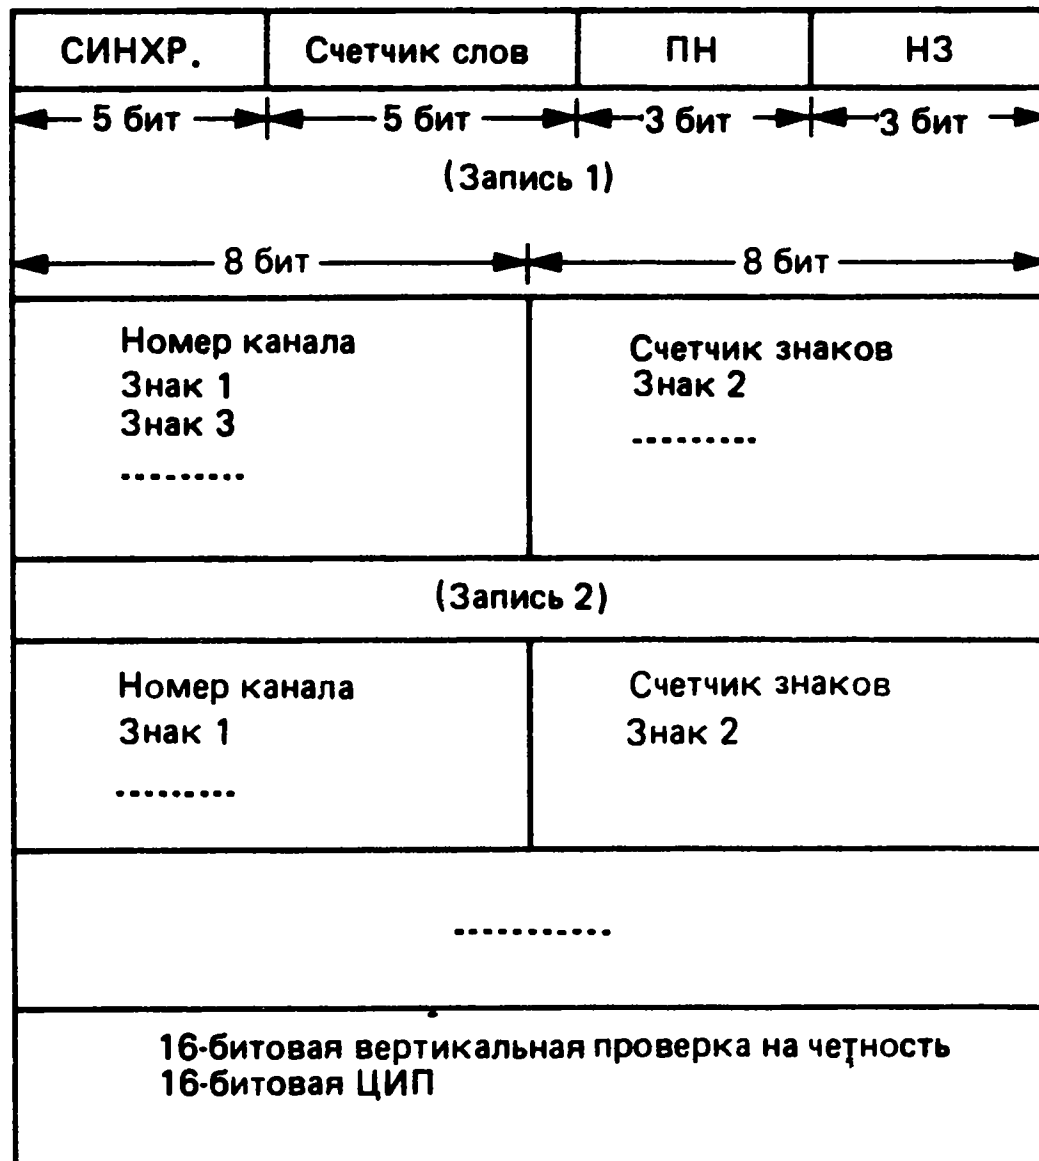 СИНХР. Счетчик слов ПН НЗ
5 бит 5 бит 3 бит 3 бит
(Запись 1)
8 бит 8 бит
Номер канала Счетчик знаков
Знак 1 Знак 2
Знак 3 .........
.........
(Запись 2)
Номер канала Счетчик знаков
Знак 1 Знак 2
.........
...........
16-битовая вертикальная проверка на четность
16-битовая ЦИП